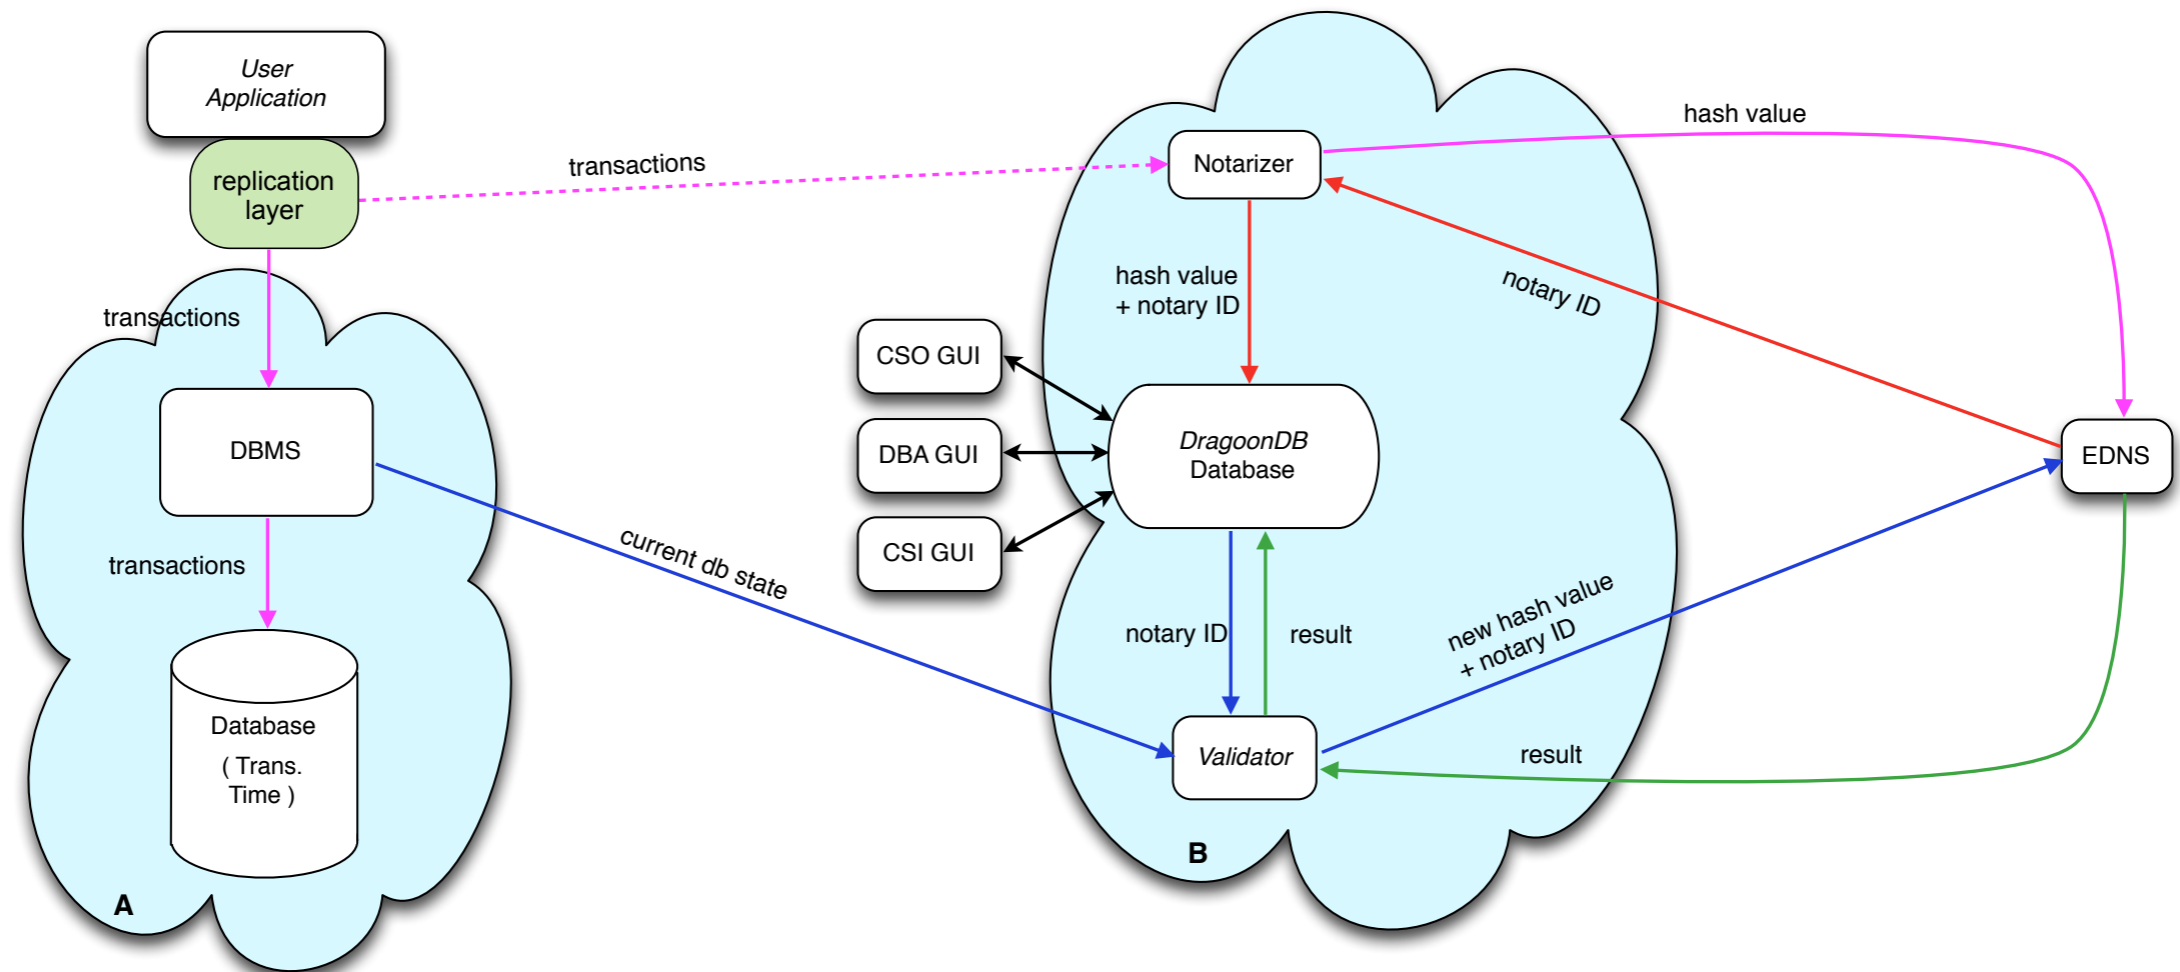 User
Application
replication
layer
transactions
transactions
DBMS
transactions
Database
( Trans.
Time )
A
current db state
CSO GUI
DBA GUI
CSI GUI
Notarizer
hash value
+ notary ID
DragoonDB
Database
notary ID
result
Validator
B
hash value
notary ID
EDNS
new hash value
+ notary ID
result